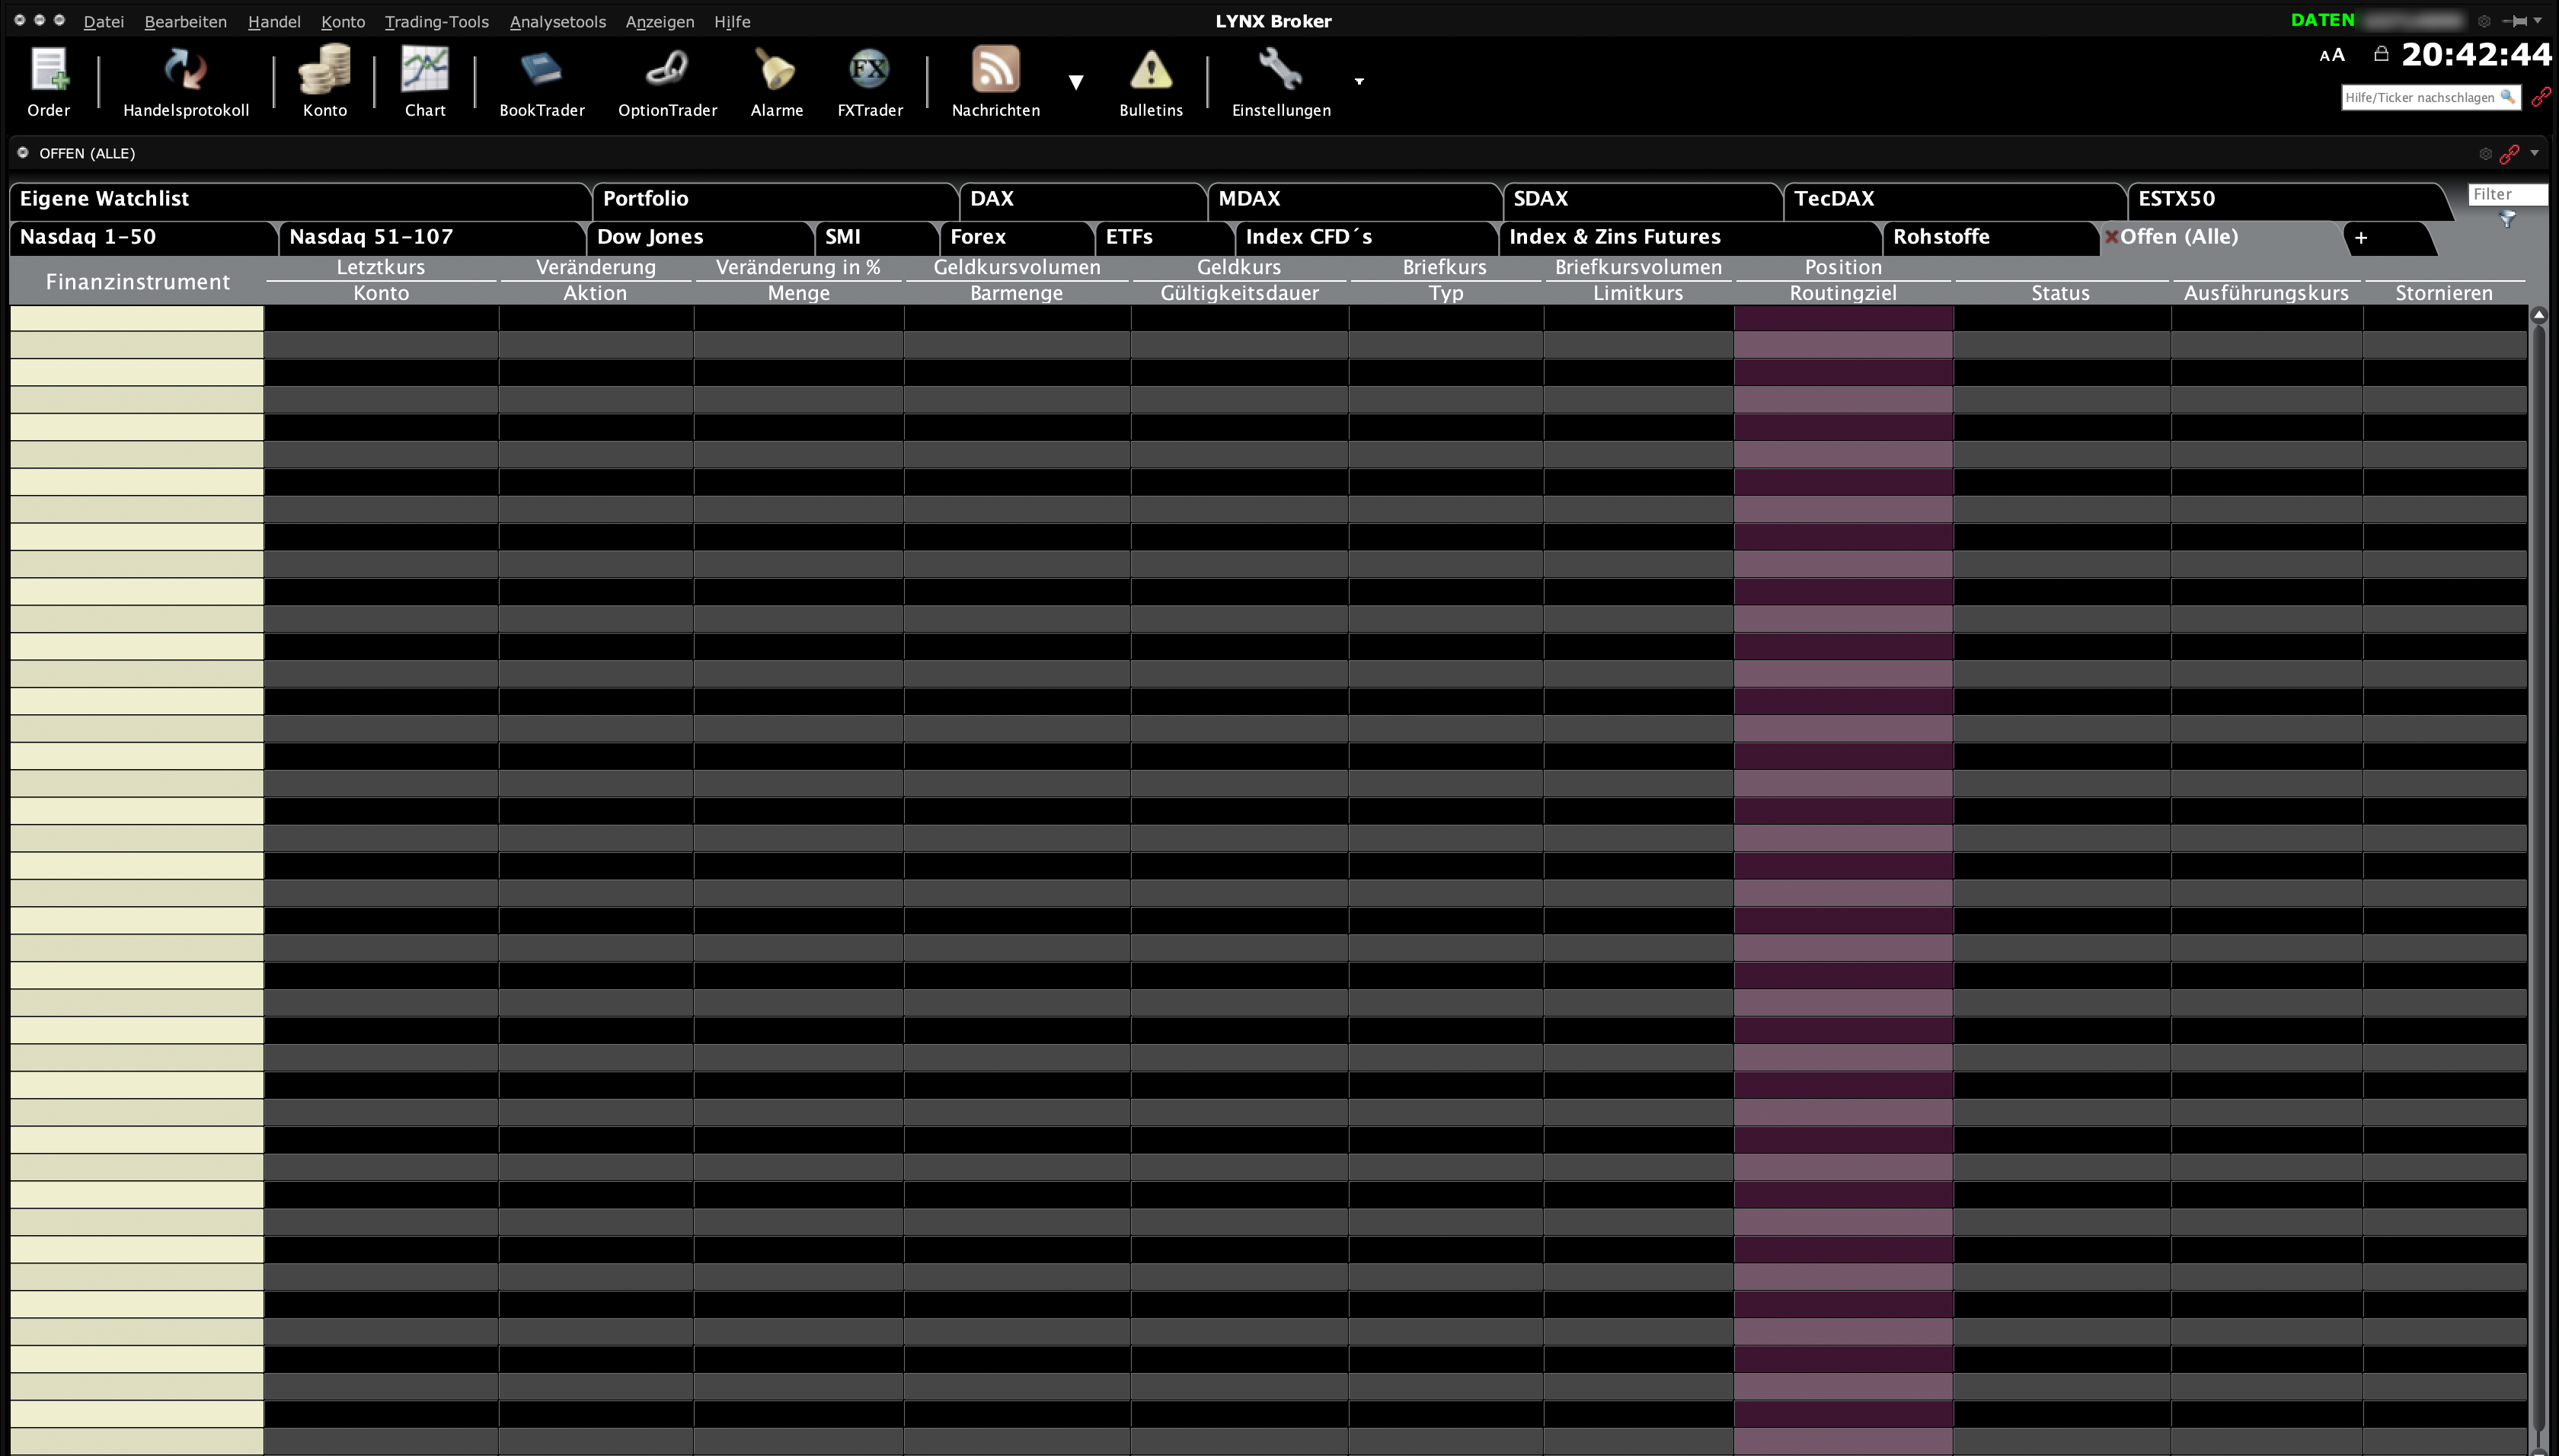 Datei Bearbeiten Handel Konto Trading-Tools Analysetools Anzeigen Hilfe LYNX Broker DATEN
AA 20:42:44
Order Handelsprotokoll Konto Chart BookTrader OptionTrader Alarme FXTrader Nachrichten Bulletins Einstellungen
FX
Hilfe/Ticker nachschlagen
OFFEN (ALLE)
Eigene Watchlist Portfolio DAX MDAX SDAX TecDAX ESTX50 Filter
Nasdaq 1-50 Nasdaq 51-107 Dow Jones SMI Forex ETFs Index CFD´s Index & Zins Futures Rohstoffe Offen (Alle) +
Finanzinstrument Letztkurs Veränderung Veränderung in % Geldkursvolumen Geldkurs Briefkurs Briefkursvolumen Position
Konto Aktion Menge Barmenge Gültigkeitsdauer Typ Limitkurs Routingziel Status Ausführungskurs Stornieren